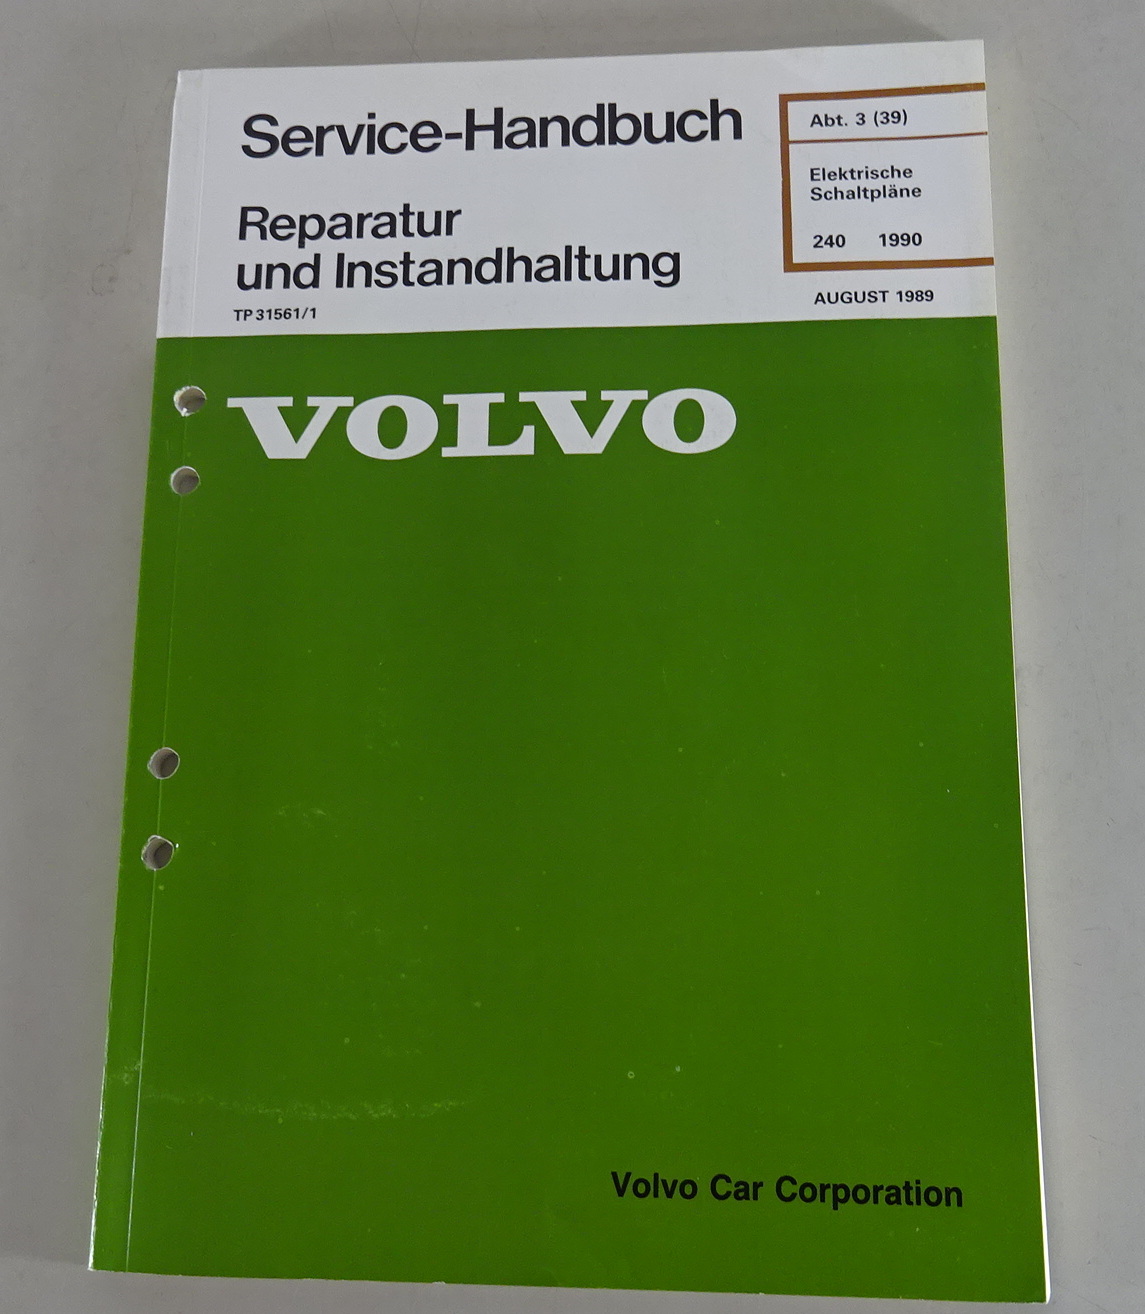 Service-Handbuch
Reparatur
und Instandhaltung
TP 31561/1
Abt. 3 (39)
Elektrische
Schaltpläne
240 1990
AUGUST 1989
VOLVO
Volvo Car Corporation